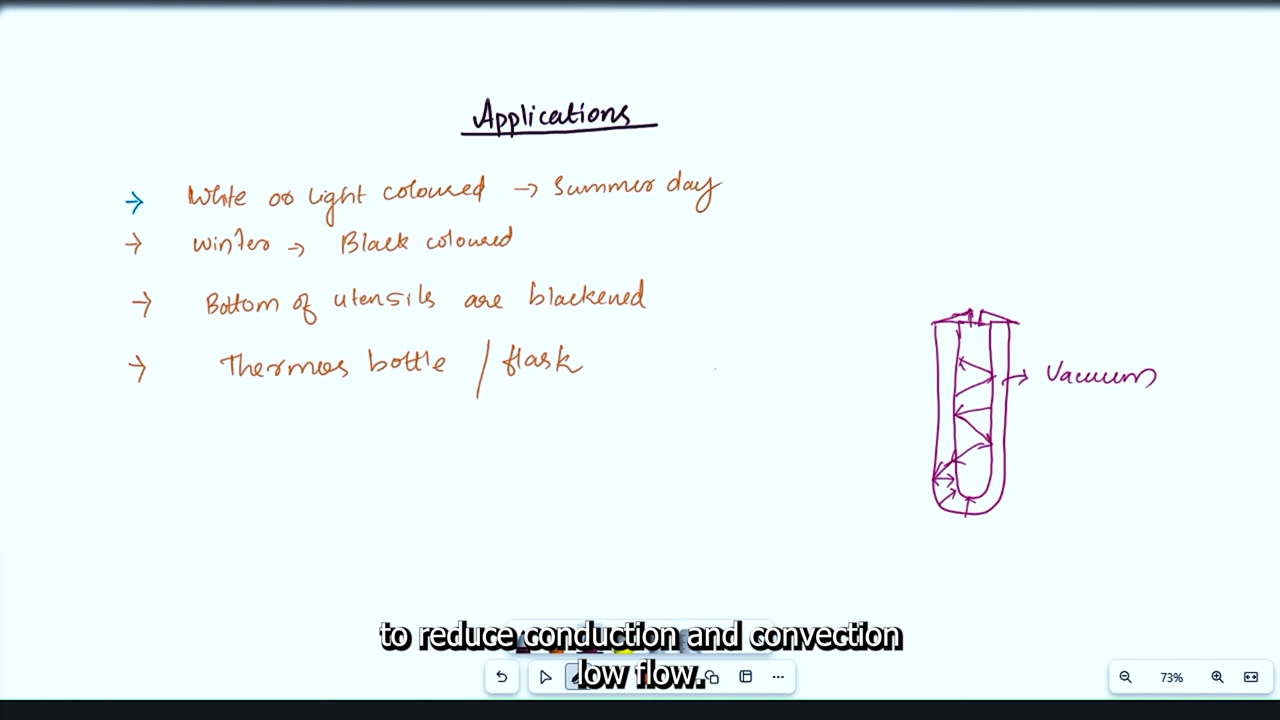 Applications
→ White or Light coloured → Summer day
→ Winter → Black coloured
→ Bottom of utensils are blackened
→ Thermos bottle / flask
→ Vacuum
to reduce conduction and convection
low flow.
73%